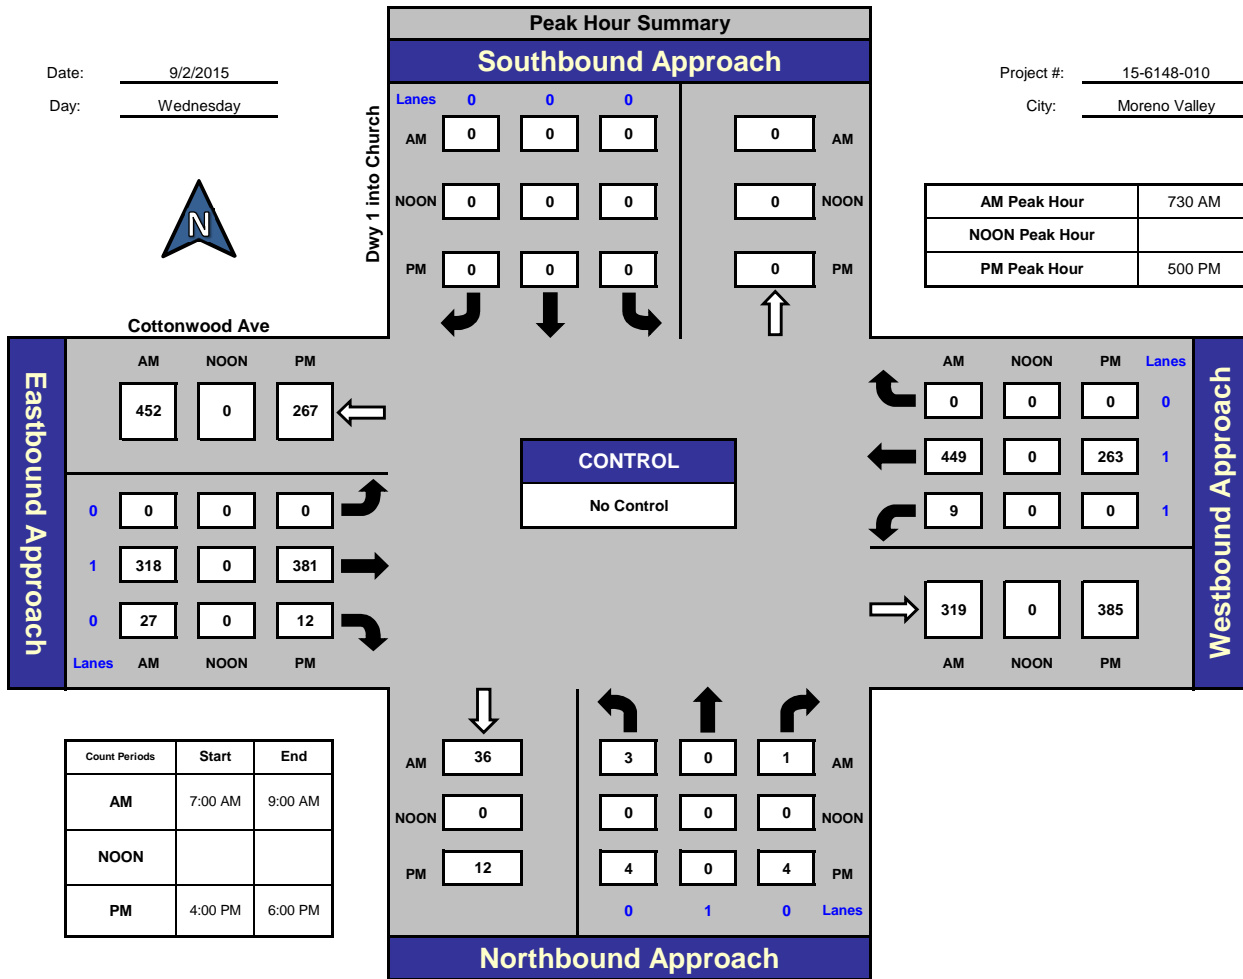 Peak Hour Summary
Southbound Approach
Date: 9/2/2015
Day: Wednesday
Project #: 15-6148-010
City: Moreno Valley
N
Dwy 1 into Church
Lanes 0 0 0
AM 0 0 0 0 AM
NOON 0 0 0 0 NOON
PM 0 0 0 0 PM
AM Peak Hour 730 AM
NOON Peak Hour
PM Peak Hour 500 PM
Cottonwood Ave
Eastbound Approach
AM NOON PM
452 0 267
0 0 0 0
1 318 0 381
0 27 0 12
Lanes AM NOON PM
CONTROL
No Control
AM NOON PM Lanes
0 0 0 0
449 0 263 1
9 0 0 1
319 0 385
AM NOON PM
Westbound Approach
Count Periods Start End
AM 7:00 AM 9:00 AM
NOON
PM 4:00 PM 6:00 PM
AM 36 3 0 1 AM
NOON 0 0 0 0 NOON
PM 12 4 0 4 PM
0 1 0 Lanes
Northbound Approach